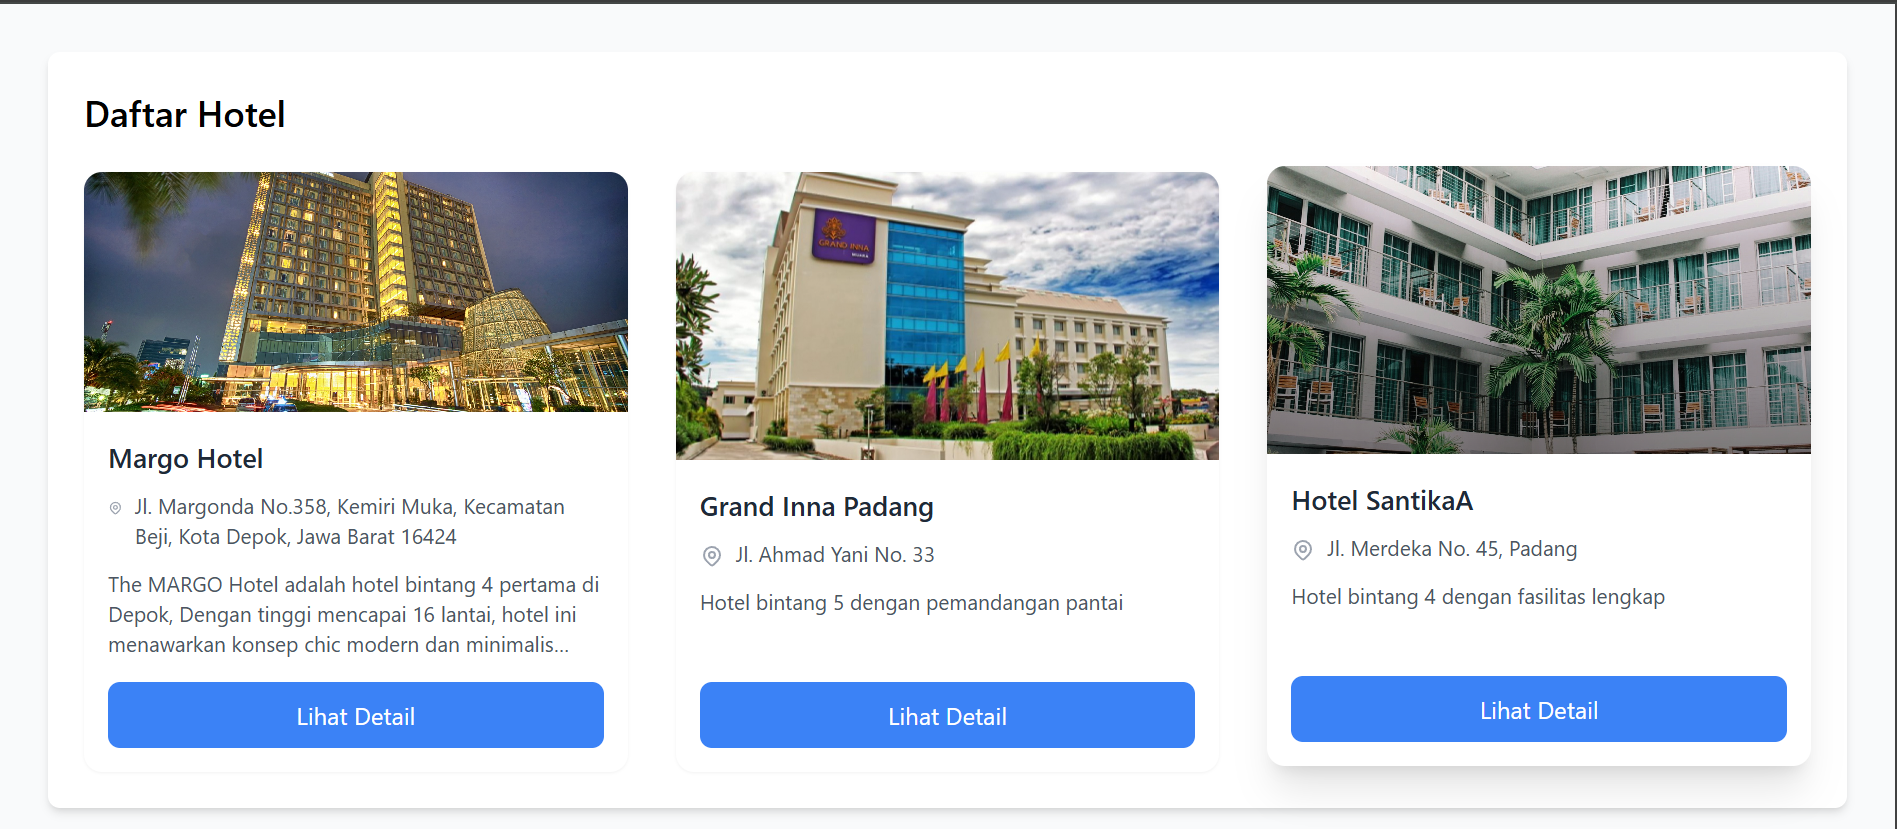 Daftar Hotel
GRAND INNA
MUARA
Margo Hotel
Jl. Margonda No.358, Kemiri Muka, Kecamatan
Beji, Kota Depok, Jawa Barat 16424
The MARGO Hotel adalah hotel bintang 4 pertama di
Depok, Dengan tinggi mencapai 16 lantai, hotel ini
menawarkan konsep chic modern dan minimalis...
Lihat Detail
Grand Inna Padang
Jl. Ahmad Yani No. 33
Hotel bintang 5 dengan pemandangan pantai
Lihat Detail
Hotel SantikaA
Jl. Merdeka No. 45, Padang
Hotel bintang 4 dengan fasilitas lengkap
Lihat Detail